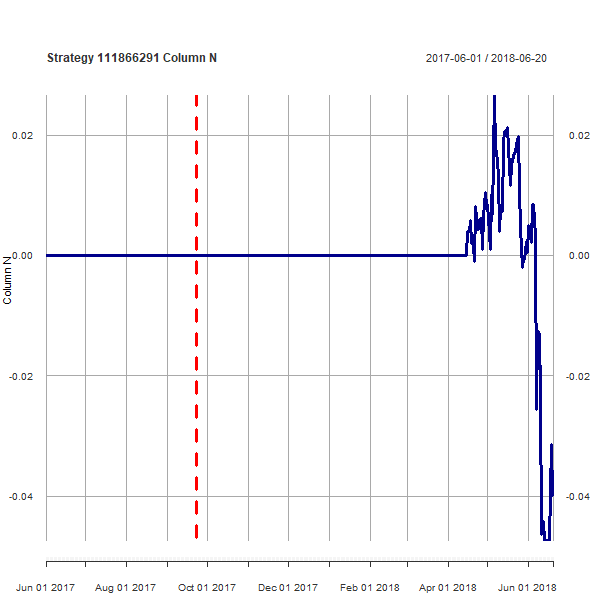 Strategy 111866291 Column N
2017-06-01 / 2018-06-20
0.02
0.02
0.00
0.00
Column N
-0.02
-0.02
-0.04
-0.04
Jun 01 2017
Aug 01 2017
Oct 01 2017
Dec 01 2017
Feb 01 2018
Apr 01 2018
Jun 01 2018